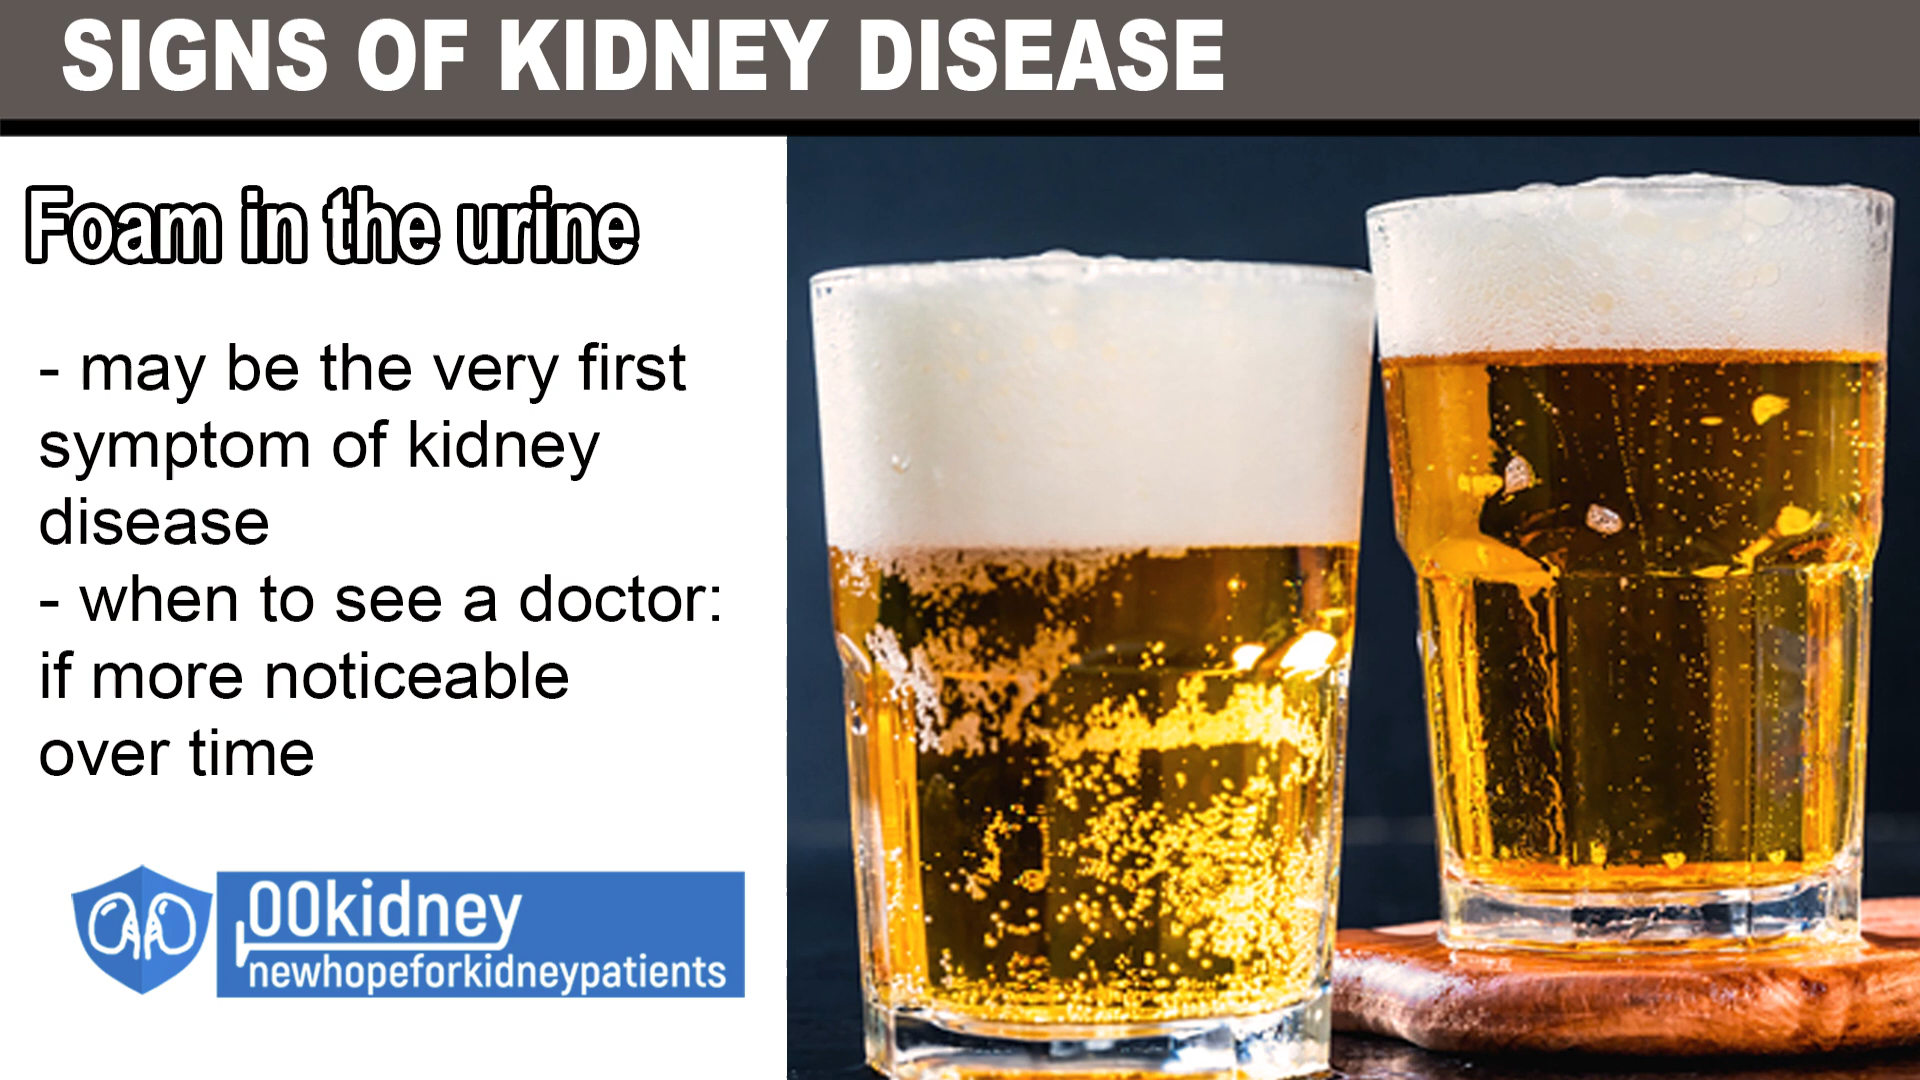 SIGNS OF KIDNEY DISEASE
Foam in the urine
- may be the very first
symptom of kidney
disease
- when to see a doctor:
if more noticeable
over time
00kidney
newhopeforkidneypatients